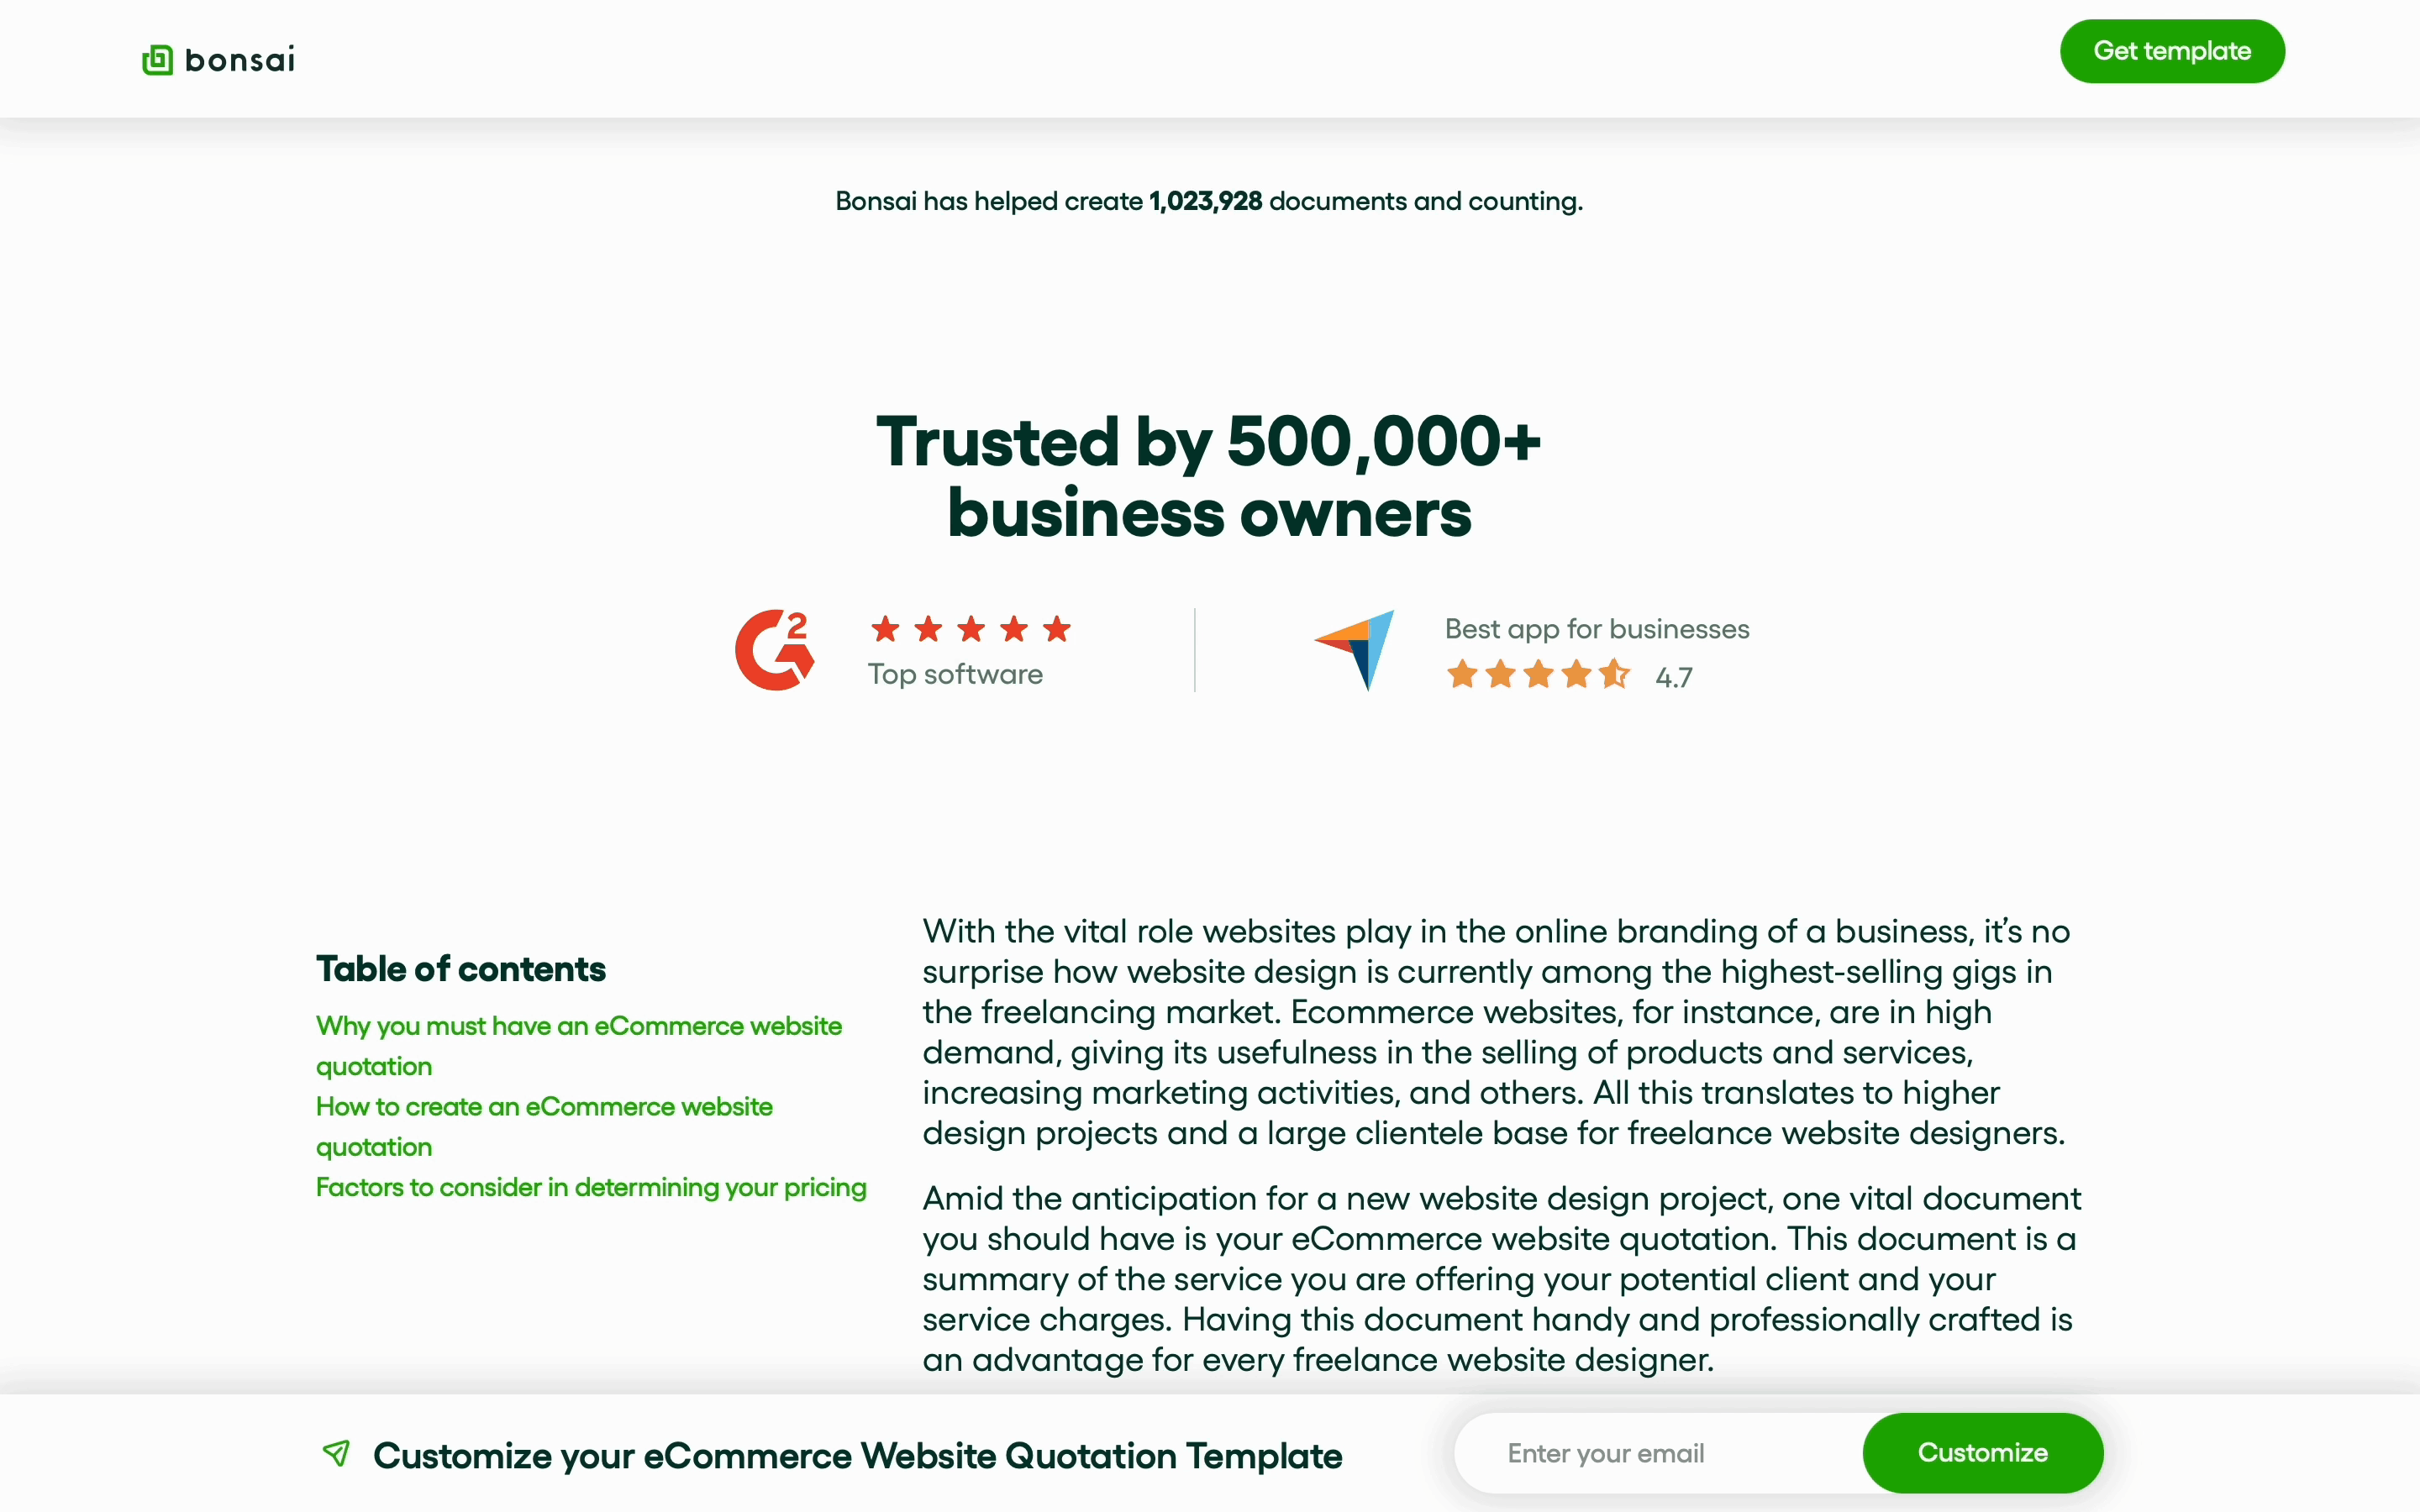 bonsai
Get template
Bonsai has helped create 1,023,928 documents and counting.
Trusted by 500,000+
business owners
G2
Top software
Best app for businesses
4.7
Table of contents
Why you must have an eCommerce website
quotation
How to create an eCommerce website
quotation
Factors to consider in determining your pricing
With the vital role websites play in the online branding of a business, it’s no
surprise how website design is currently among the highest-selling gigs in
the freelancing market. Ecommerce websites, for instance, are in high
demand, giving its usefulness in the selling of products and services,
increasing marketing activities, and others. All this translates to higher
design projects and a large clientele base for freelance website designers.
Amid the anticipation for a new website design project, one vital document
you should have is your eCommerce website quotation. This document is a
summary of the service you are offering your potential client and your
service charges. Having this document handy and professionally crafted is
an advantage for every freelance website designer.
Customize your eCommerce Website Quotation Template
Enter your email
Customize